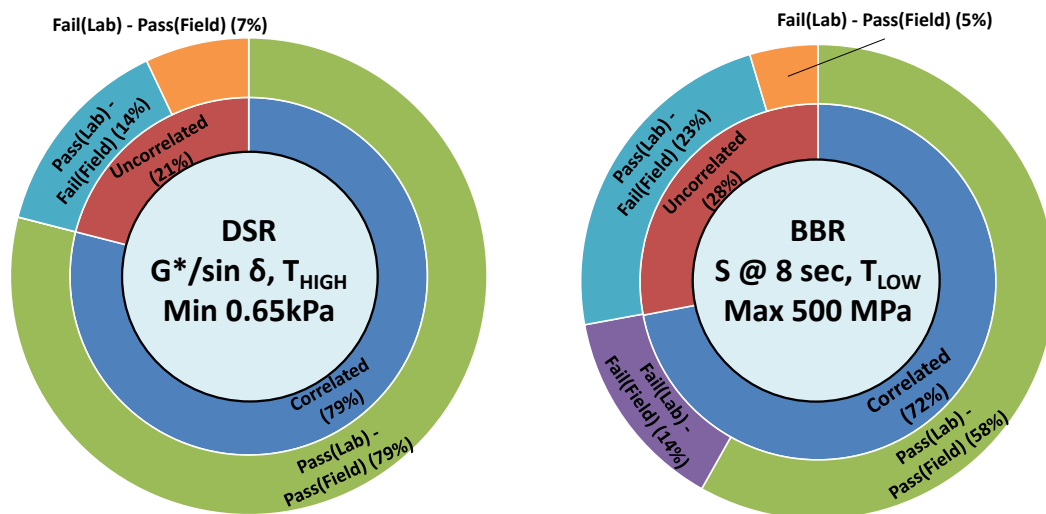 Fail(Lab) - Pass(Field) (7%)
Pass(Lab) -
Fail(Field) (14%)
Uncorrelated
(21%)
DSR
G*/sin δ, THIGH
Min 0.65kPa
Correlated
(79%)
Pass(Lab) -
Pass(Field) (79%)
Fail(Lab) - Pass(Field) (5%)
Pass(Lab) -
Fail(Field) (23%)
Uncorrelated
(28%)
BBR
S @ 8 sec, TLOW
Max 500 MPa
Correlated
(72%)
Fail(Lab) -
Fail(Field) (14%)
Pass(Lab) -
Pass(Field) (58%)